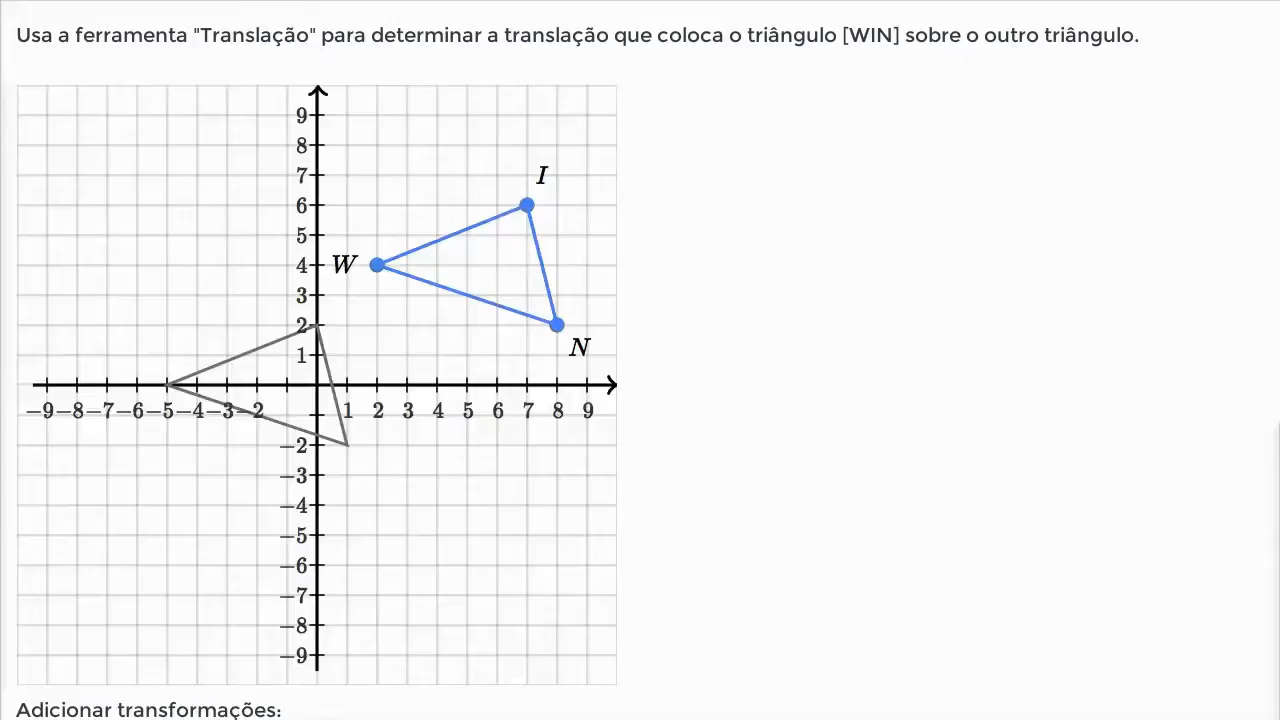 Usa a ferramenta "Translação" para determinar a translação que coloca o triângulo [WIN] sobre o outro triângulo.
9
8
7
I
6
5
W
4
3
2
N
1
−9 −8 −7 −6 −5 −4 −3 −2 1 2 3 4 5 6 7 8 9
−2
−3
−4
−5
−6
−7
−8
−9
Adicionar transformações: